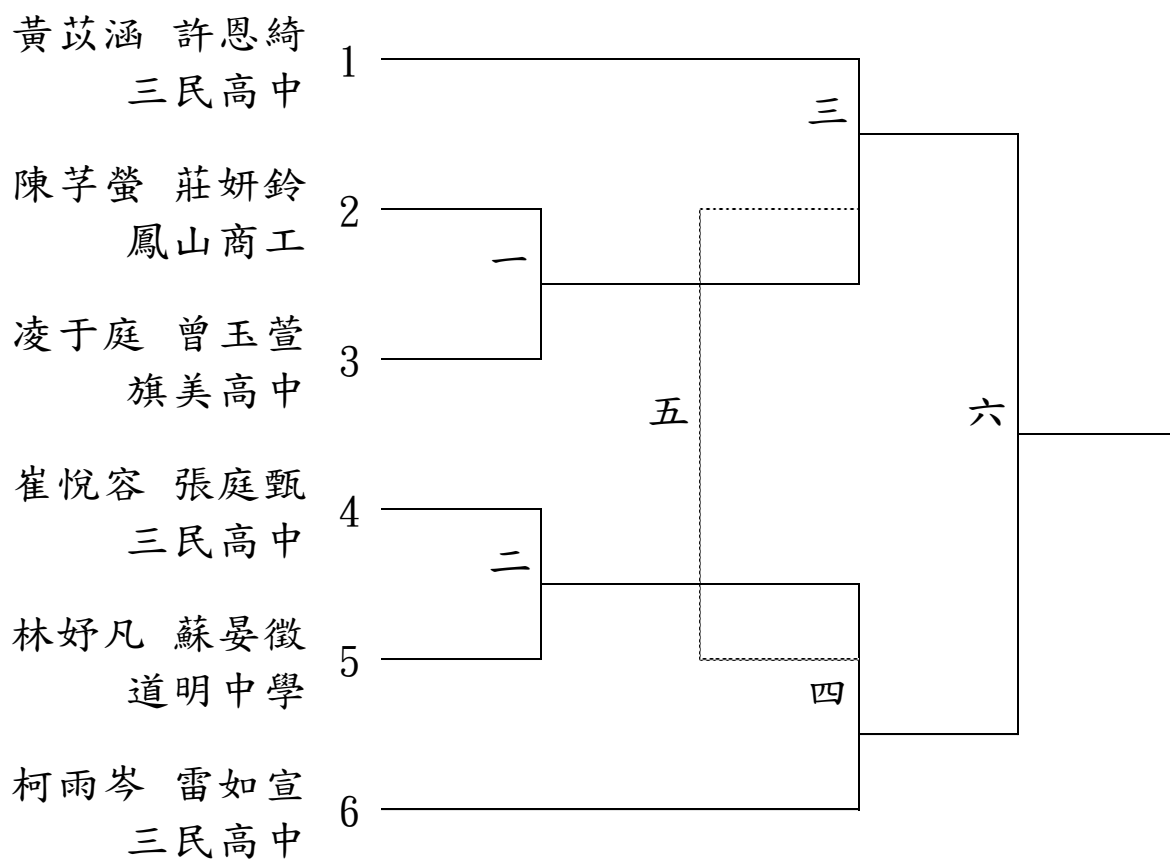 黃苡涵 許恩綺
三民高中
1
三
陳芓螢 莊妍鈴
鳳山商工
2
一
凌于庭 曾玉萱
旗美高中
3
五
六
崔悅容 張庭甄
三民高中
4
二
林妤凡 蘇晏徵
道明中學
5
四
柯雨岑 雷如宣
三民高中
6